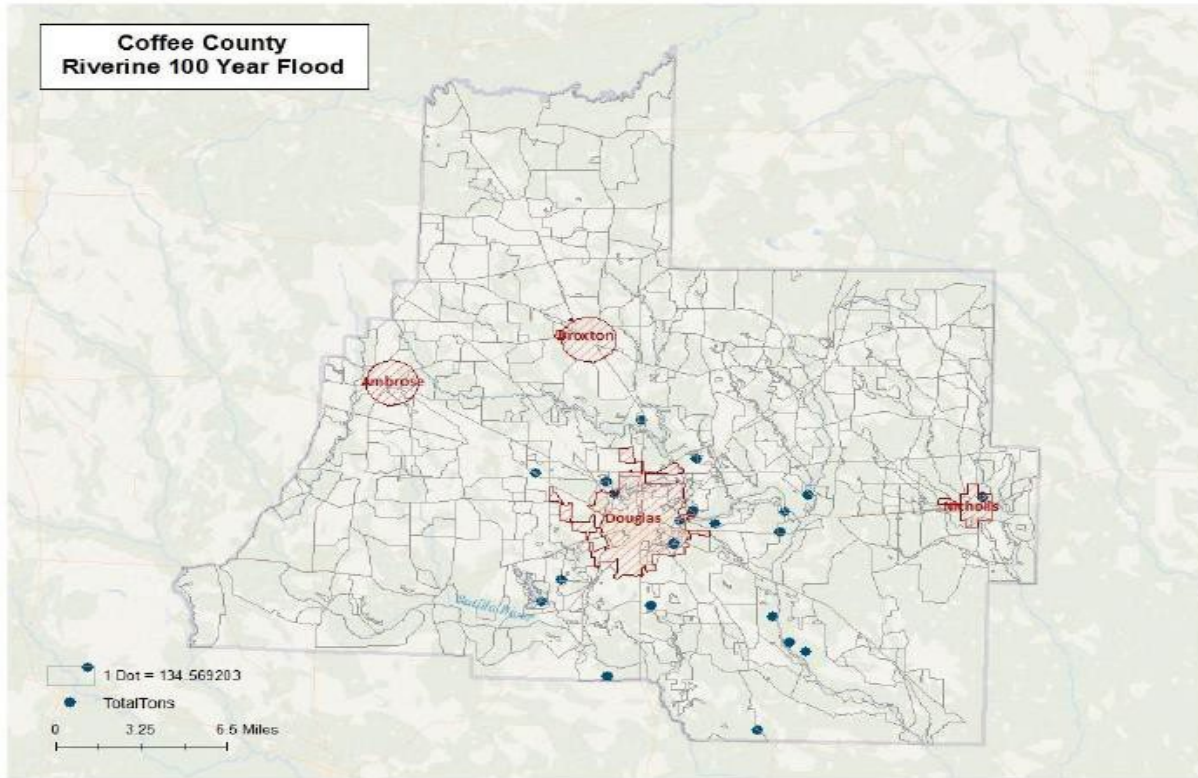 Coffee County
Riverine 100 Year Flood
Broxton
Ambrose
Douglas
Nicholls
1 Dot = 134.569203
TotalTons
0 3.25 6.5 Miles